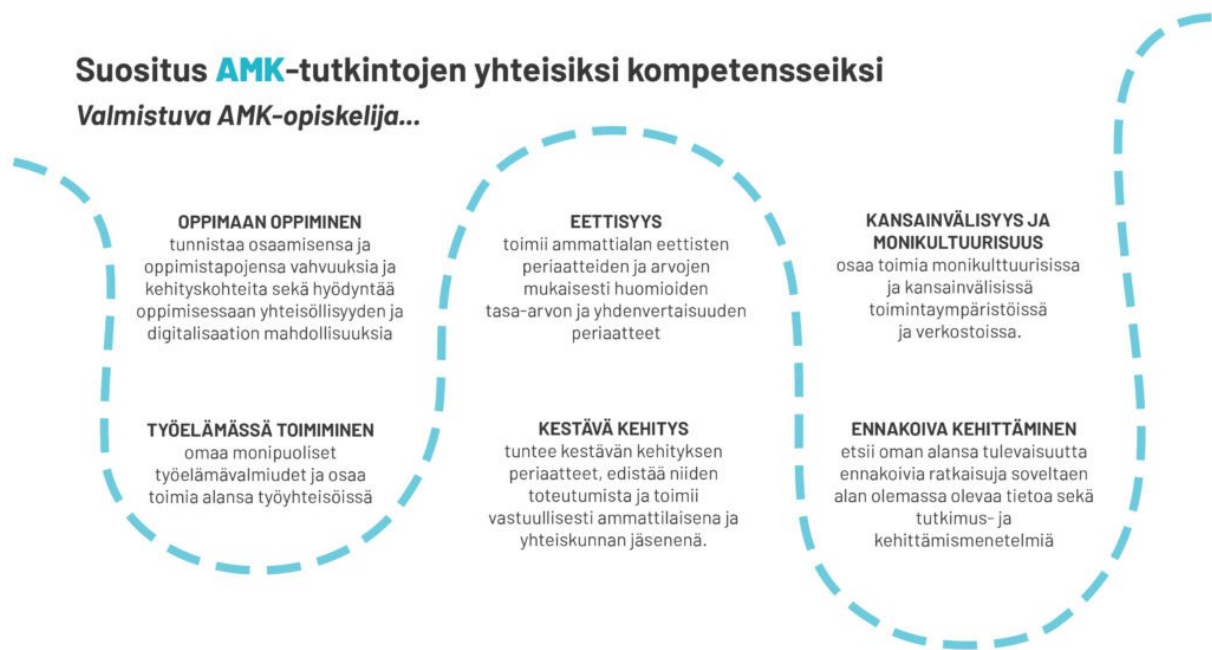 Suositus AMK-tutkintojen yhteisiksi kompetensseiksi
Valmistuva AMK-opiskelija...
OPPIMAAN OPPIMINEN
tunnistaa osaamisensa ja
oppimistapojensa vahvuuksia ja
kehityskohteita sekä hyödyntää
oppimisessaan yhteisöllisyyden ja
digitalisaation mahdollisuuksia
EETTISYYS
toimii ammattialan eettisten
periaatteiden ja arvojen
mukaisesti huomioiden
tasa-arvon ja yhdenvertaisuuden
periaatteet
KANSAINVÄLISYYS JA
MONIKULTUURISUUS
osaa toimia monikulttuurisissa
ja kansainvälisissä
toimintaympäristöissä
ja verkostoissa.
TYÖELÄMÄSSÄ TOIMIMINEN
omaa monipuoliset
työelämävalmiudet ja osaa
toimia alansa työyhteisöissä
KESTÄVÄ KEHITYS
tuntee kestävän kehityksen
periaatteet, edistää niiden
toteutumista ja toimii
vastuullisesti ammattilaisena ja
yhteiskunnan jäsenenä.
ENNAKOIVA KEHITTÄMINEN
etsii oman alansa tulevaisuutta
ennakoivia ratkaisuja soveltaen
alan olemassa olevaa tietoa sekä
tutkimus- ja
kehittämismenetelmiä